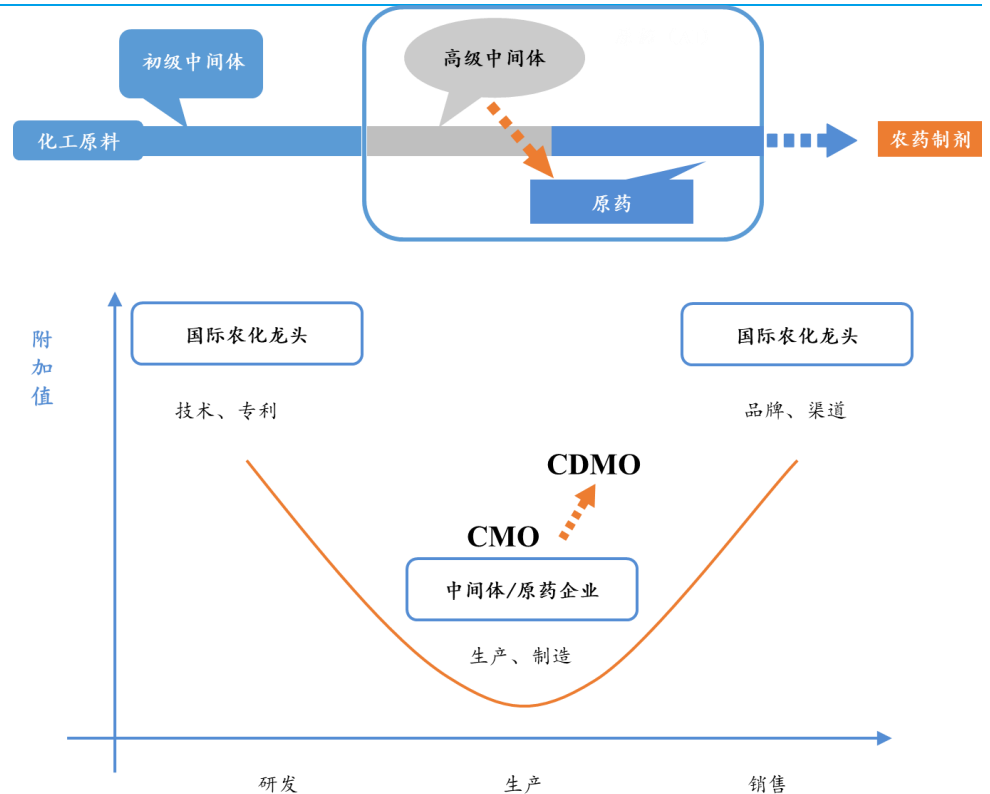 初级中间体
高级中间体
化工原料
农药制剂
原药
附
加
值
国际农化龙头
国际农化龙头
技术、专利
品牌、渠道
CDMO
CMO
中间体/原药企业
生产、制造
研发
生产
销售